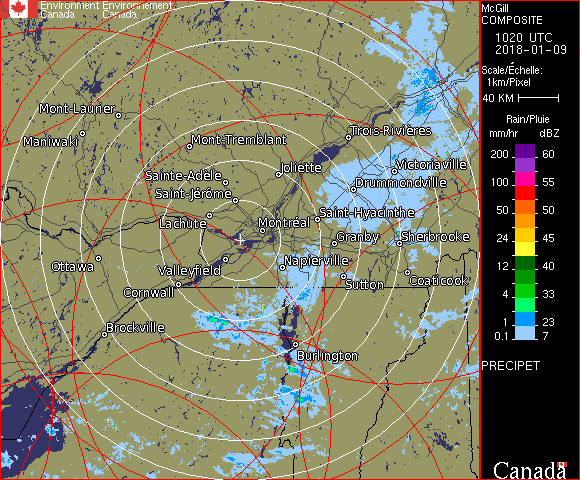 Environment Environnement
Canada Canada
McGill
COMPOSITE
1020 UTC
2018-01-09
Scale/Échelle:
1km/Pixel
40 KM
Rain/Pluie
mm/hr dBZ
200 60
150 57
100 55
50 50
24 45
12 40
4 33
1 23
0.1 7
PRECIPET
Canada
Mont-Laurier
Maniwaki
Mont-Tremblant
Trois-Rivières
Sainte-Adèle
Joliette
Victoriaville
Saint-Jérôme
Drummondville
Lachute
Montréal
Saint-Hyacinthe
Granby
Sherbrooke
Ottawa
Valleyfield
Napierville
Cornwall
Sutton
Coaticook
Brockville
Burlington